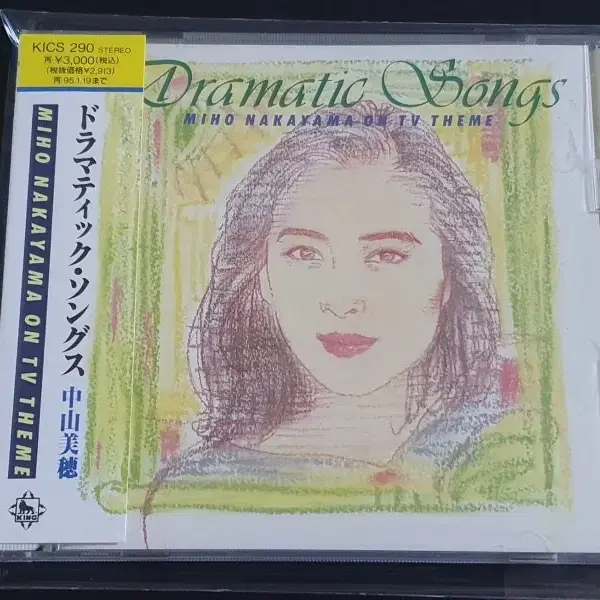 KICS 290 STEREO
再¥3,000(税込)
(税抜価格¥2,913)
再'95.1.19まで
ドラマティック・ソングス
中山美穂
MIHO NAKAYAMA ON TV THEME
KING
Dramatic Songs
MIHO NAKAYAMA ON TV THEME